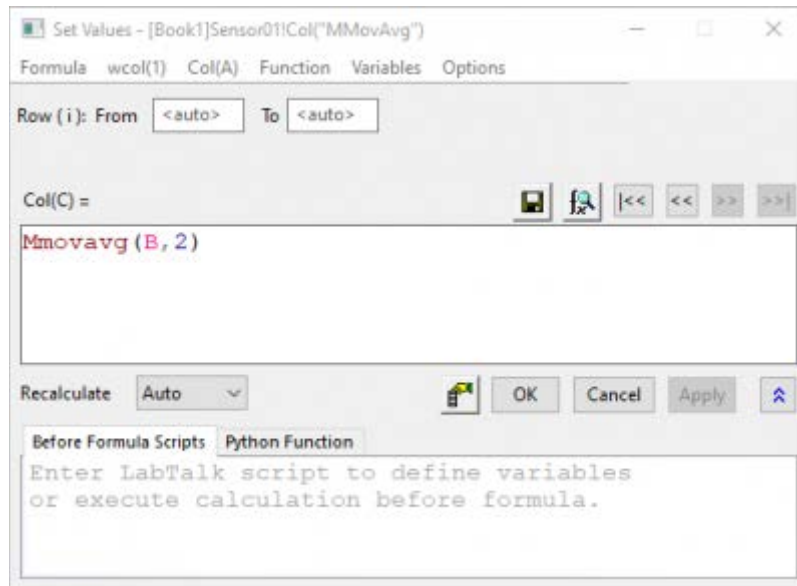 Set Values - [Book1]Sensor01!Col("MMovAvg")
Formula wcol(1) Col(A) Function Variables Options
Row (i): From <auto> To <auto>
Col(C) =
|<< << >> >>|
Mmovavg(B,2)
Recalculate Auto OK Cancel Apply
Before Formula Scripts Python Function
Enter LabTalk script to define variables
or execute calculation before formula.